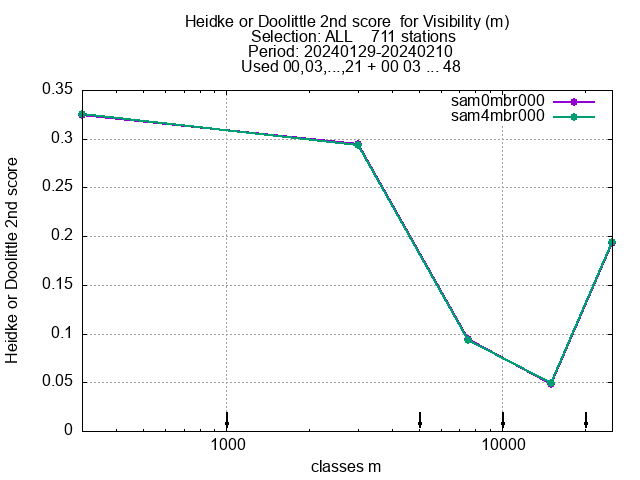 Heidke or Doolittle 2nd score  for Visibility (m)
Selection: ALL    711 stations
Period: 20240129-20240210
Used 00,03,...,21 + 00 03 ... 48
sam0mbr000
sam4mbr000
0.35
0.3
0.25
0.2
0.15
0.1
0.05
0
Heidke or Doolittle 2nd score
1000
10000
classes m